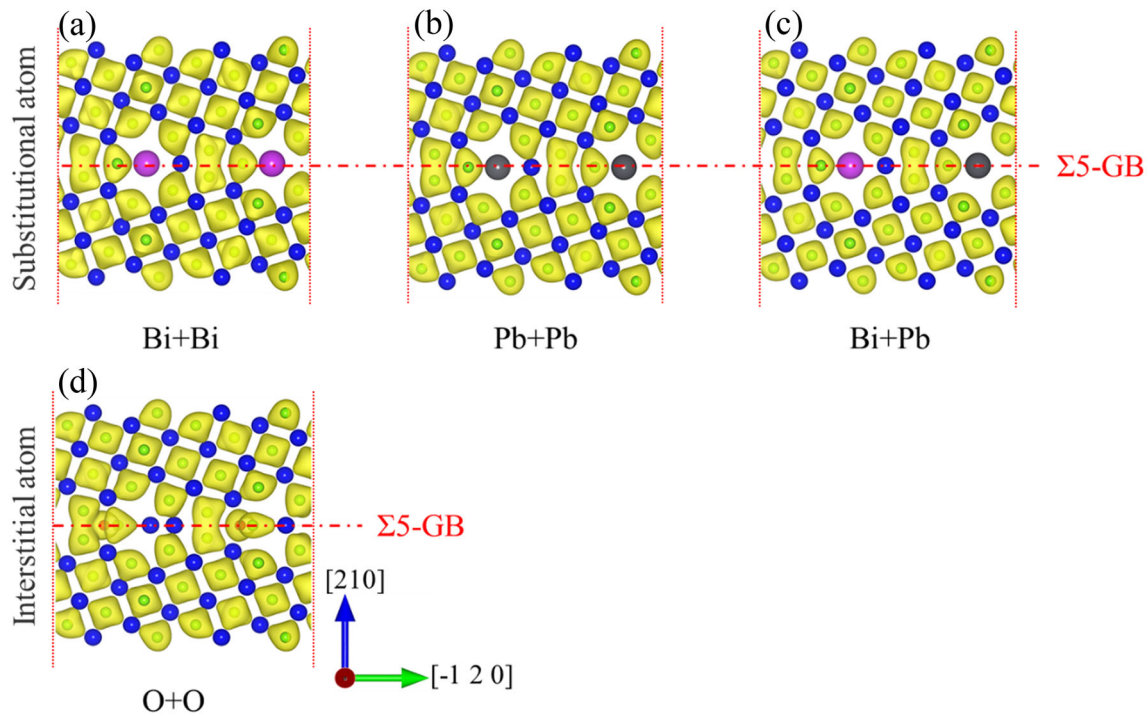 (a)
(b)
(c)
Substitutional atom
Σ5-GB
Bi+Bi
Pb+Pb
Bi+Pb
(d)
Interstitial atom
Σ5-GB
[210]
[-1 2 0]
O+O